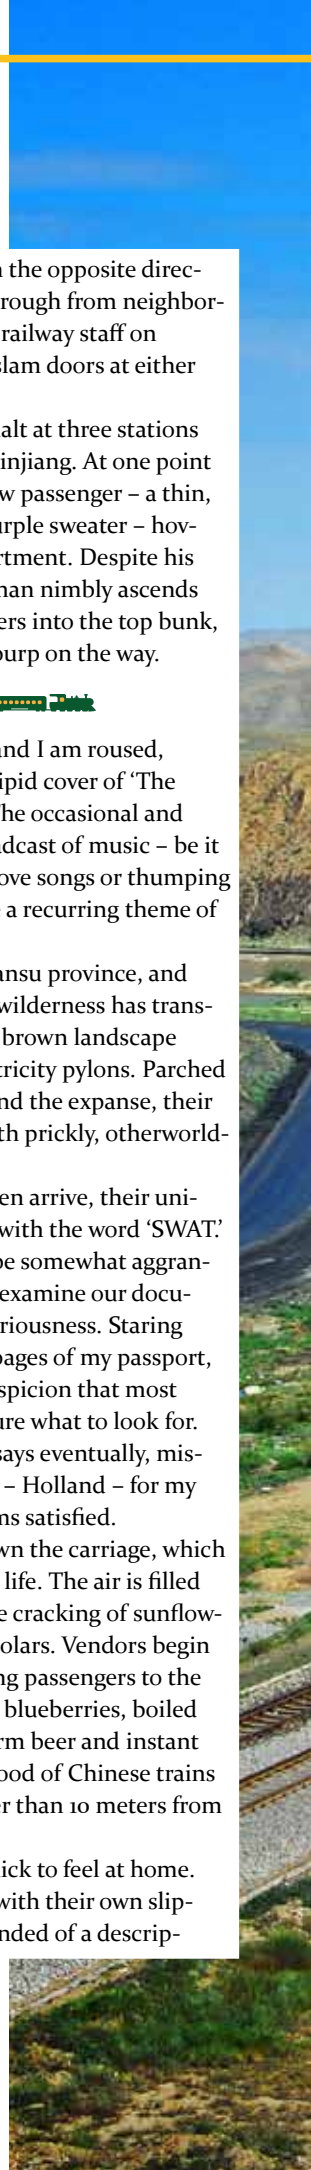 the opposite direc-
rough from neighbor-
railway staff on
slam doors at either
alt at three stations
injiang. At one point
w passenger – a thin,
urple sweater – hov-
rtment. Despite his
nan nimbly ascends
ers into the top bunk,
burp on the way.
and I am roused,
ipid cover of ‘The
The occasional and
adcast of music – be it
ove songs or thumping
a recurring theme of
ansu province, and
wilderness has trans-
brown landscape
tricity pylons. Parched
nd the expanse, their
th prickly, otherworld-
en arrive, their uni-
with the word ‘SWAT.’
be somewhat aggran-
examine our docu-
riousness. Staring
pages of my passport,
spicion that most
ure what to look for.
says eventually, mis-
– Holland – for my
ms satisfied.
wn the carriage, which
life. The air is filled
e cracking of sunflow-
olars. Vendors begin
ng passengers to the
blueberries, boiled
rm beer and instant
ood of Chinese trains
er than 10 meters from
uick to feel at home.
with their own slip-
nded of a descrip-